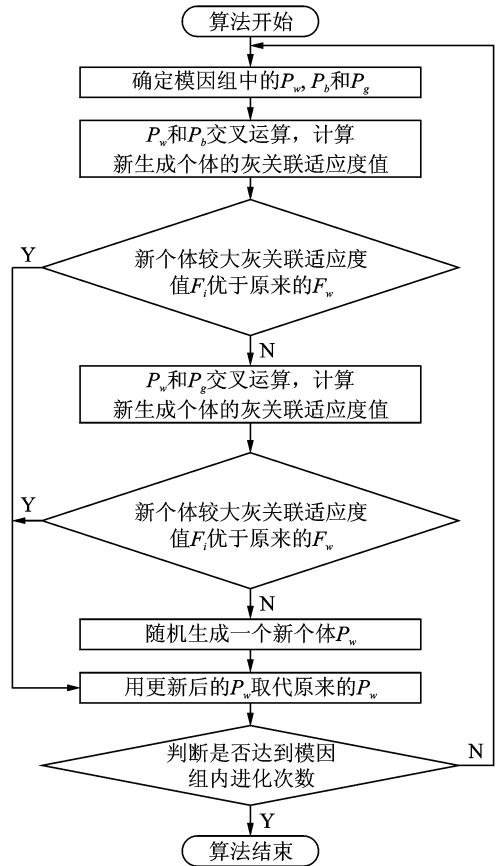 算法开始
确定模因组中的Pw, Pb和Pg
Pw和Pb交叉运算，计算
新生成个体的灰关联适应度值
Y
新个体较大灰关联适应度
值Fi优于原来的Fw
N
Pw和Pg交叉运算，计算
新生成个体的灰关联适应度值
Y
新个体较大灰关联适应度
值Fi优于原来的Fw
N
随机生成一个新个体Pw
用更新后的Pw取代原来的Pw
判断是否达到模因
组内进化次数
N
Y
算法结束